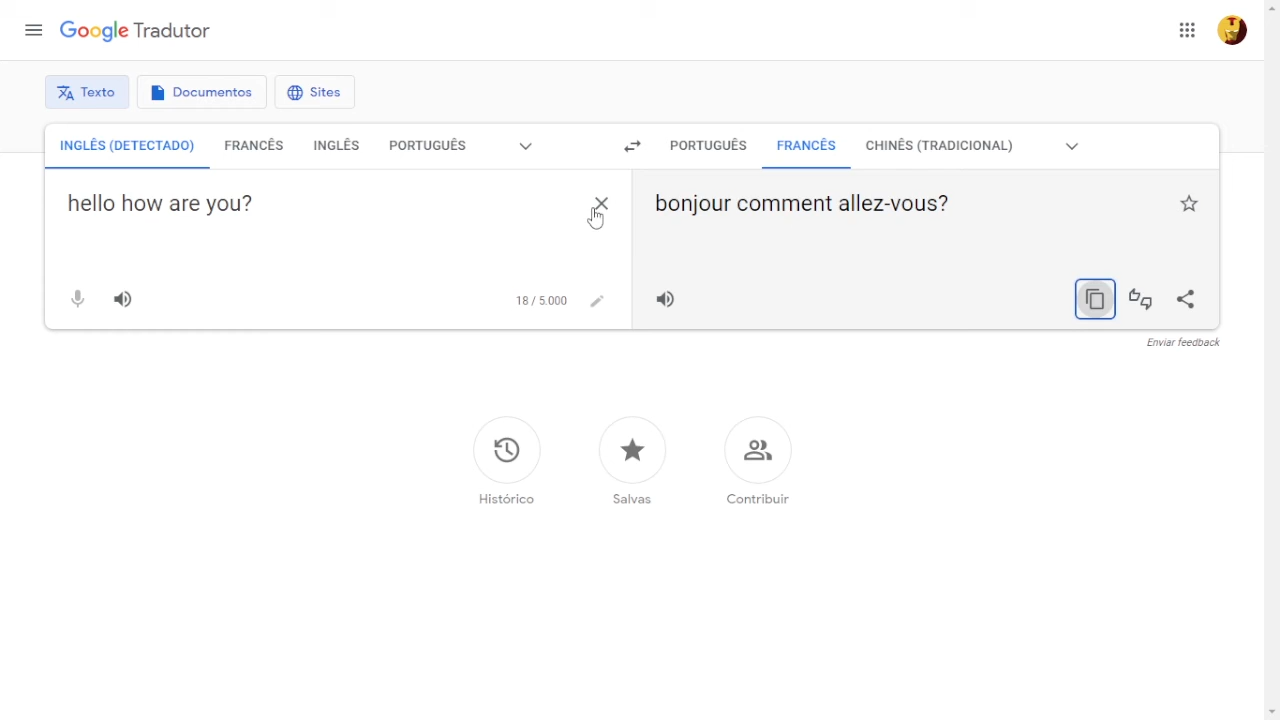 Google Tradutor
Texto
Documentos
Sites
INGLÊS (DETECTADO)
FRANCÊS
INGLÊS
PORTUGUÊS
PORTUGUÊS
FRANCÊS
CHINÊS (TRADICIONAL)
hello how are you?
bonjour comment allez-vous?
18 / 5.000
Enviar feedback
Histórico
Salvas
Contribuir